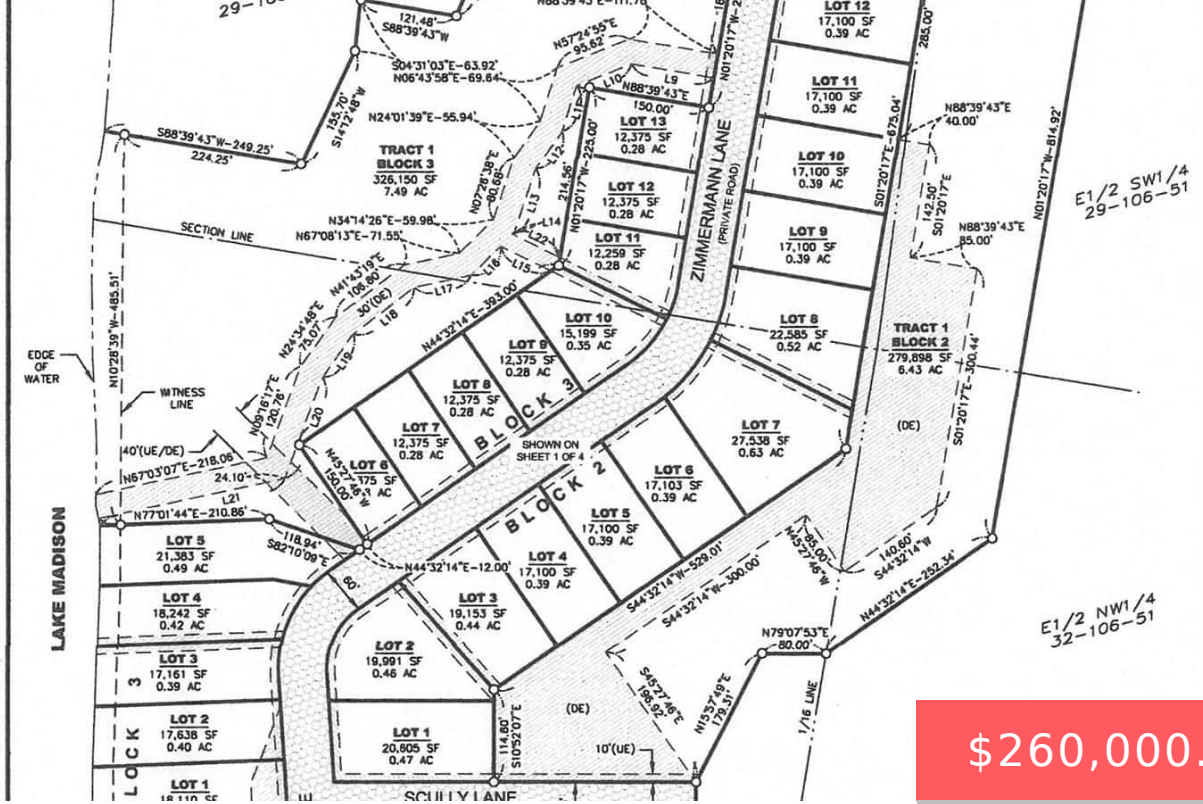 121.48'
S88°39'43"W
N57°24'55"E
95.62'
S04°31'03"E-63.92'
N06°43'58"E-69.64'
155.70'
S14°12'48"W
S88°39'43"W-249.25'
224.25'
N24°01'39"E-55.94'
TRACT 1
BLOCK 3
326,150 SF
7.49 AC
N07°26'38"E
80.68'
N34°14'26"E-59.98'
N67°08'13"E-71.55'
SECTION LINE
N41°43'19"E
106.60'
30'(DE)
N24°34'48"E
75.07'
N09°16'17"E
120.76'
L9
L10
L12
L13
L14
L22
L15
L16
L17
L18
L19
L20
L21
N88°39'43"E
150.00'
LOT 13
12,375 SF
0.28 AC
LOT 12
12,375 SF
0.28 AC
LOT 11
12,259 SF
0.28 AC
N01°20'17"W-225.00'
214.56'
ZIMMERMANN LANE
(PRIVATE ROAD)
LOT 12
17,100 SF
0.39 AC
LOT 11
17,100 SF
0.39 AC
LOT 10
17,100 SF
0.39 AC
LOT 9
17,100 SF
0.39 AC
LOT 8
22,585 SF
0.52 AC
285.00'
S01°20'17"E-675.04'
N88°39'43"E
40.00'
142.50'
S01°20'17"E
N88°39'43"E
85.00'
N01°20'17"W-814.92'
E1/2 SW1/4
29-106-51
TRACT 1
BLOCK 2
279,898 SF
6.43 AC
(DE)
S01°20'17"E-300.44'
EDGE
OF
WATER
N10°28'39"W-485.51'
WITNESS
LINE
N44°32'14"E-393.00'
LOT 10
15,199 SF
0.35 AC
LOT 9
12,375 SF
0.28 AC
LOT 8
12,375 SF
0.28 AC
LOT 7
12,375 SF
0.28 AC
LOT 6
BLOCK 3
N45°27'46"W
150.00'
SHOWN ON
SHEET 1 OF 4
BLOCK 2
40'(UE/DE)
N67°03'07"E-218.06'
24.10'
N77°01'44"E-210.86'
118.94'
S82°10'09"E
N44°32'14"E-12.00'
60'
LOT 7
27,538 SF
0.63 AC
LOT 6
17,103 SF
0.39 AC
LOT 5
17,100 SF
0.39 AC
LOT 4
17,100 SF
0.39 AC
LOT 3
19,153 SF
0.44 AC
LOT 2
19,991 SF
0.46 AC
LOT 1
20,605 SF
0.47 AC
S44°32'14"W-529.01'
S44°32'14"W-300.00'
85.00'
N45°27'46"W
140.60'
S44°32'14"W
N44°32'14"E-252.34'
N79°07'53"E
80.00'
S45°27'46"E
196.92'
N15°37'49"E
179.31'
1/16 LINE
E1/2 NW1/4
32-106-51
(DE)
10'(UE)
114.80'
S10°52'07"E
SCULLY LANE
LAKE MADISON
LOT 5
21,383 SF
0.49 AC
LOT 4
18,242 SF
0.42 AC
LOT 3
17,161 SF
0.39 AC
LOT 2
17,638 SF
0.40 AC
LOT 1
18,110 SF
LOCK 3
$260,000.